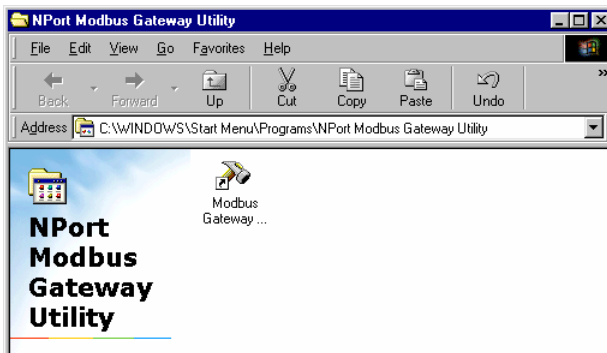 NPort Modbus Gateway Utility
File Edit View Go Favorites Help
Back Forward Up Cut Copy Paste Undo »
Address C:\WINDOWS\Start Menu\Programs\NPort Modbus Gateway Utility
NPort
Modbus
Gateway
Utility
Modbus
Gateway ...